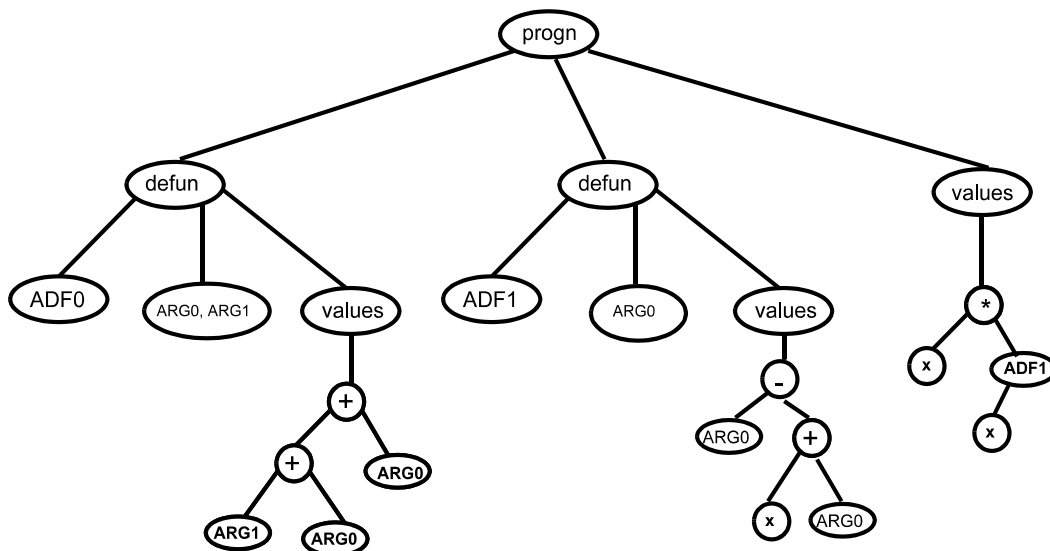 progn
defun
defun
values
ADF0
ARG0, ARG1
values
ADF1
ARG0
values
*
x
ADF1
x
+
+
ARG0
ARG1
ARG0
-
ARG0
+
x
ARG0